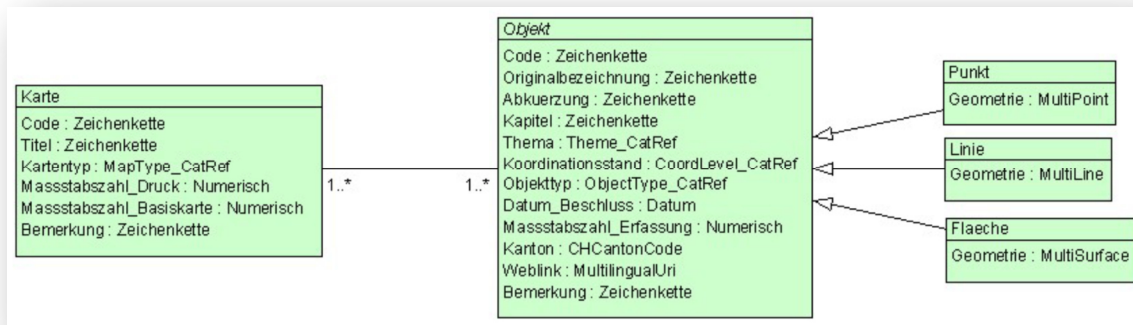 Karte
Code : Zeichenkette
Titel : Zeichenkette
Kartentyp : MapType_CatRef
Massstabszahl_Druck : Numerisch
Massstabszahl_Basiskarte : Numerisch
Bemerkung : Zeichenkette
1..*
1..*
Objekt
Code : Zeichenkette
Originalbezeichnung : Zeichenkette
Abkuerzung : Zeichenkette
Kapitel : Zeichenkette
Thema : Theme_CatRef
Koordinationsstand : CoordLevel_CatRef
Objekttyp : ObjectType_CatRef
Datum_Beschluss : Datum
Massstabszahl_Erfassung : Numerisch
Kanton : CHCantonCode
Weblink : MultilingualUri
Bemerkung : Zeichenkette
Punkt
Geometrie : MultiPoint
Linie
Geometrie : MultiLine
Flaeche
Geometrie : MultiSurface